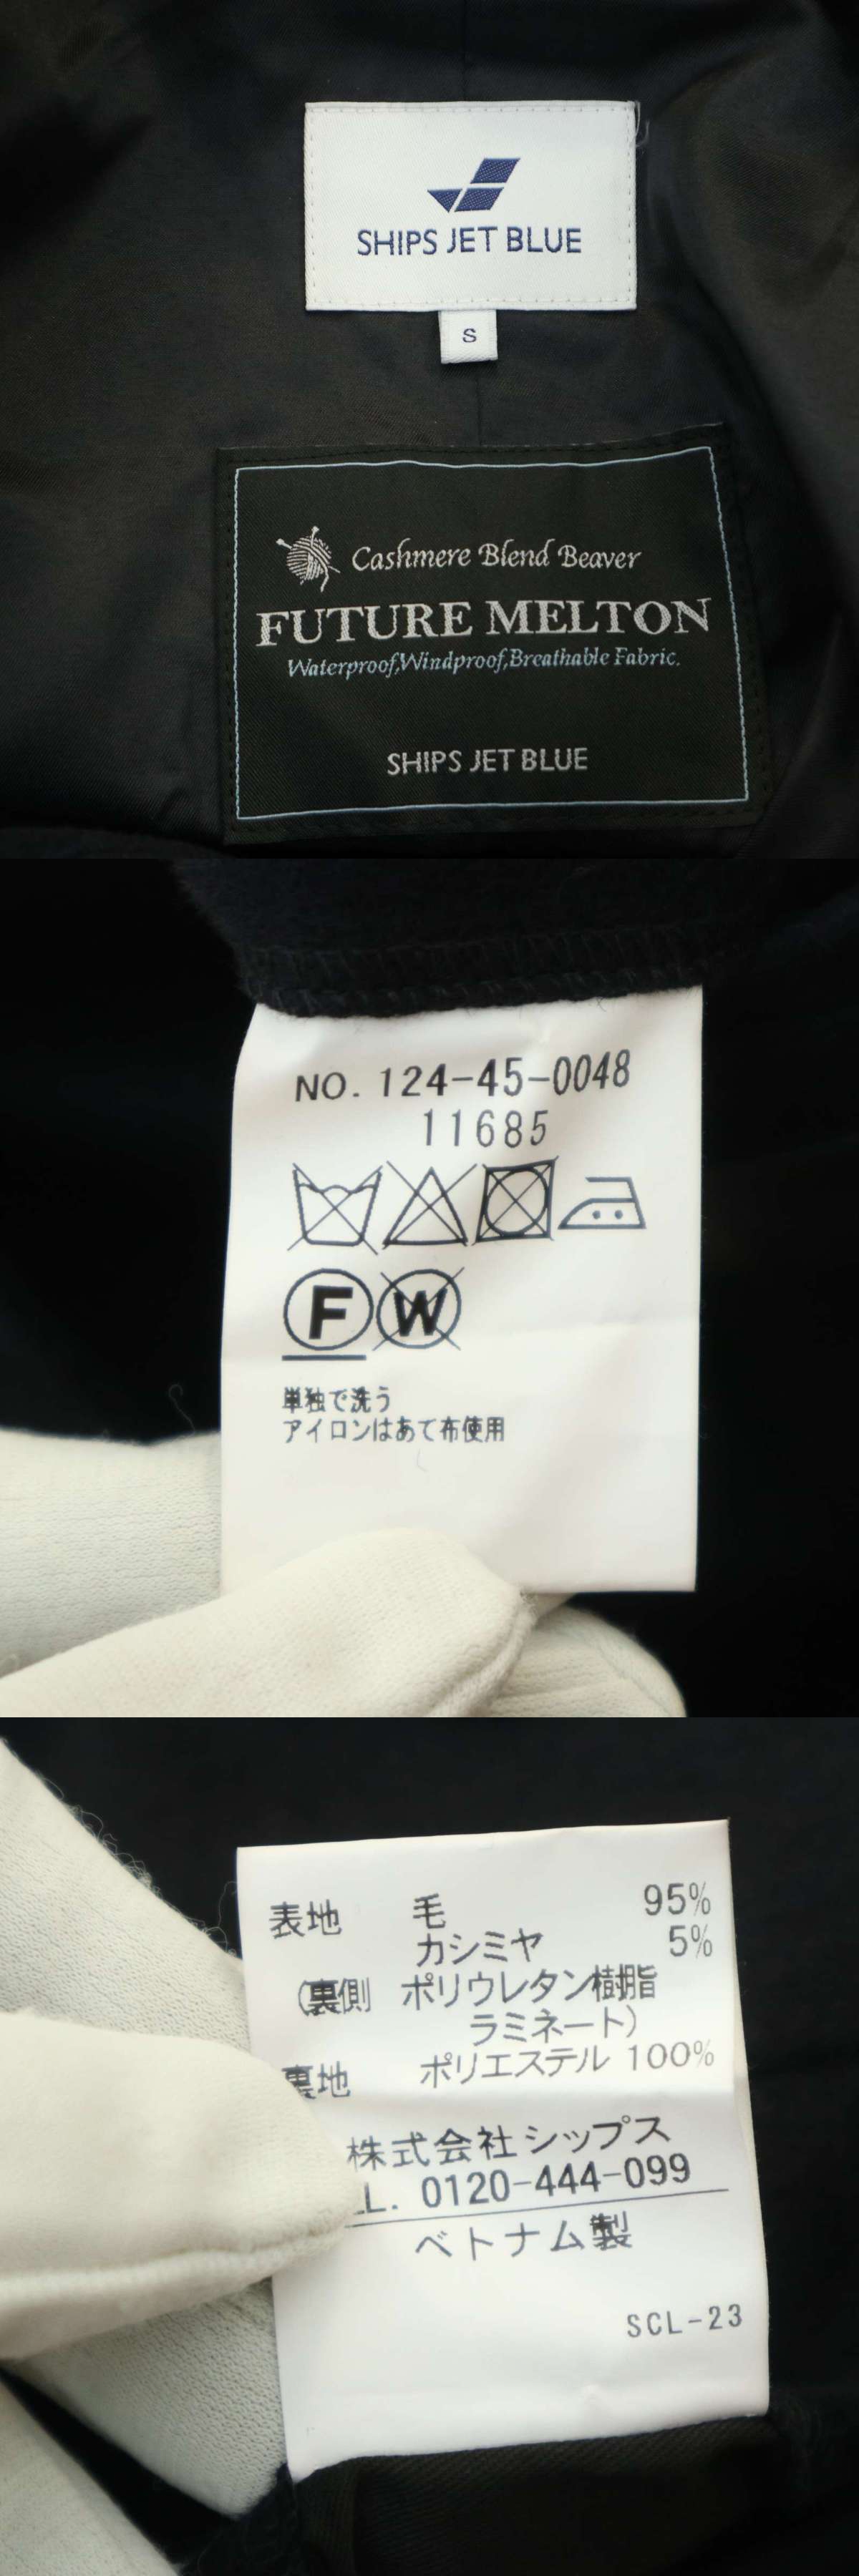 SHIPS JET BLUE
S
Cashmere Blend Beaver
FUTURE MELTON
Waterproof,Windproof,Breathable Fabric.
SHIPS JET BLUE
NO. 124-45-0048
11685
F W
単独で洗う
アイロンはあて布使用
表地 毛 95%
カシミヤ 5%
(裏側 ポリウレタン樹脂
ラミネート)
裏地 ポリエステル 100%
株式会社シップス
EL. 0120-444-099
ベトナム製
SCL-23